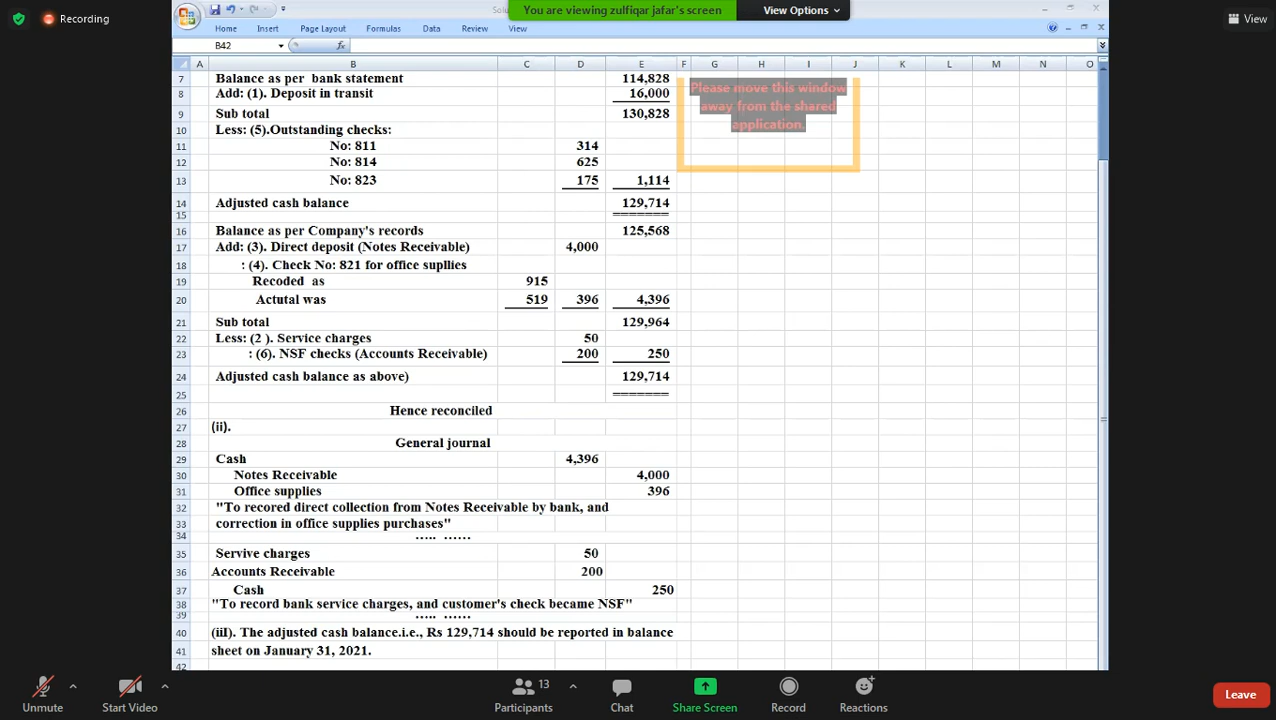 Recording
You are viewing zulfiqar jafar's screen
View Options
View
Home Insert Page Layout Formulas Data Review View
B42 fx
A B C D E F G H I J K L M N O
7 Balance as per bank statement 114,828
8 Add: (1). Deposit in transit 16,000
9 Sub total 130,828
10 Less: (5).Outstanding checks:
11 No: 811 314
12 No: 814 625
13 No: 823 175 1,114
14 Adjusted cash balance 129,714
15 =======
16 Balance as per Company's records 125,568
17 Add: (3). Direct deposit (Notes Receivable) 4,000
18 : (4). Check No: 821 for office supllies
19 Recoded as 915
20 Actutal was 519 396 4,396
21 Sub total 129,964
22 Less: (2 ). Service charges 50
23 : (6). NSF checks (Accounts Receivable) 200 250
24 Adjusted cash balance as above) 129,714
25 =======
26 Hence reconciled
27 (ii).
28 General journal
29 Cash 4,396
30 Notes Receivable 4,000
31 Office supplies 396
32 "To recored direct collection from Notes Receivable by bank, and
33 correction in office supplies purchases"
34 ..... ......
35 Servive charges 50
36 Accounts Receivable 200
37 Cash 250
38 "To record bank service charges, and customer's check became NSF"
39 ..... ......
40 (iiI). The adjusted cash balance.i.e., Rs 129,714 should be reported in balance
41 sheet on January 31, 2021.
42
Please move this window
away from the shared
application.
Unmute Start Video 13 Participants Chat Share Screen Record Reactions Leave